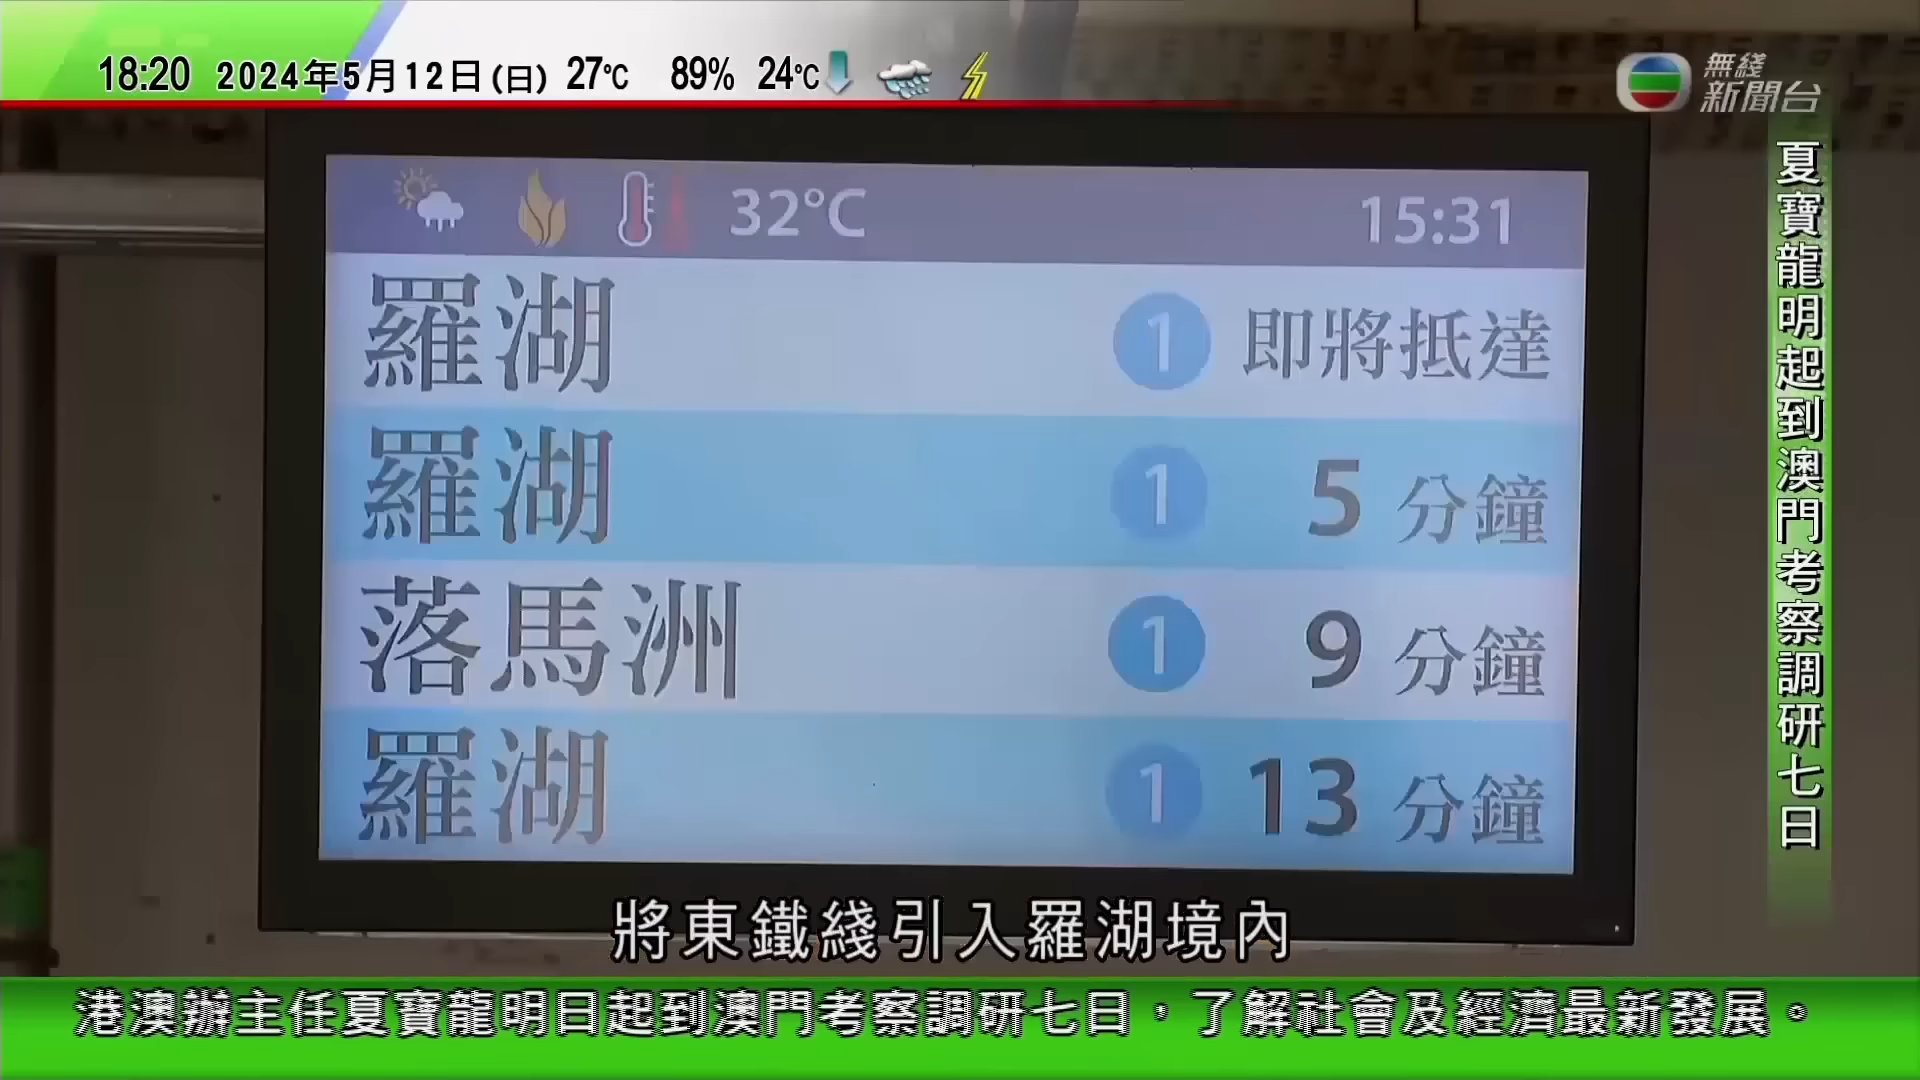 18:20 2024年5月12日(日) 27℃ 89% 24℃
無綫
新聞台
夏寶龍明起到澳門考察調研七日
32°C 15:31
羅湖 1 即將抵達
羅湖 1 5 分鐘
落馬洲 1 9 分鐘
羅湖 1 13 分鐘
將東鐵綫引入羅湖境內
港澳辦主任夏寶龍明日起到澳門考察調研七日，了解社會及經濟最新發展。